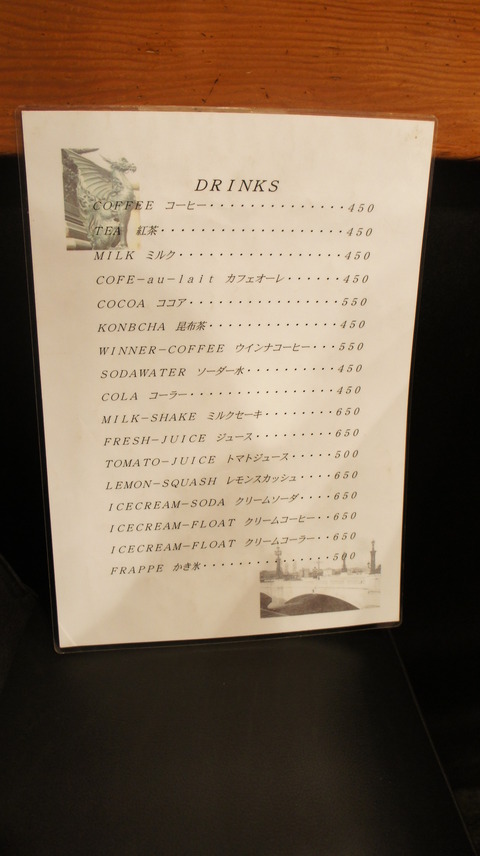 DRINKS
COFFEE コーヒー・・・・・・・・・・・・・・450
TEA 紅茶・・・・・・・・・・・・・・・・・・・450
MILK ミルク・・・・・・・・・・・・・・・・・450
COFE－au－lait カフェオーレ・・・・・・450
COCOA ココア・・・・・・・・・・・・・・・550
KONBCHA 昆布茶・・・・・・・・・・・・・450
WINNER－COFFEE ウインナコーヒー・・・550
SODAWATER ソーダー水・・・・・・・・・・450
COLA コーラー・・・・・・・・・・・・・・・450
MILK－SHAKE ミルクセーキ・・・・・・・・650
FRESH－JUICE ジュース・・・・・・・・・650
TOMATO－JUICE トマトジュース・・・・・500
LEMON－SQUASH レモンスカッシュ・・・・650
ICECREAM－SODA クリームソーダ・・・・650
ICECREAM－FLOAT クリームコーヒー・・650
ICECREAM－FLOAT クリームコーラー・・650
FRAPPE かき氷・・・・・・・・・・・・・・・500